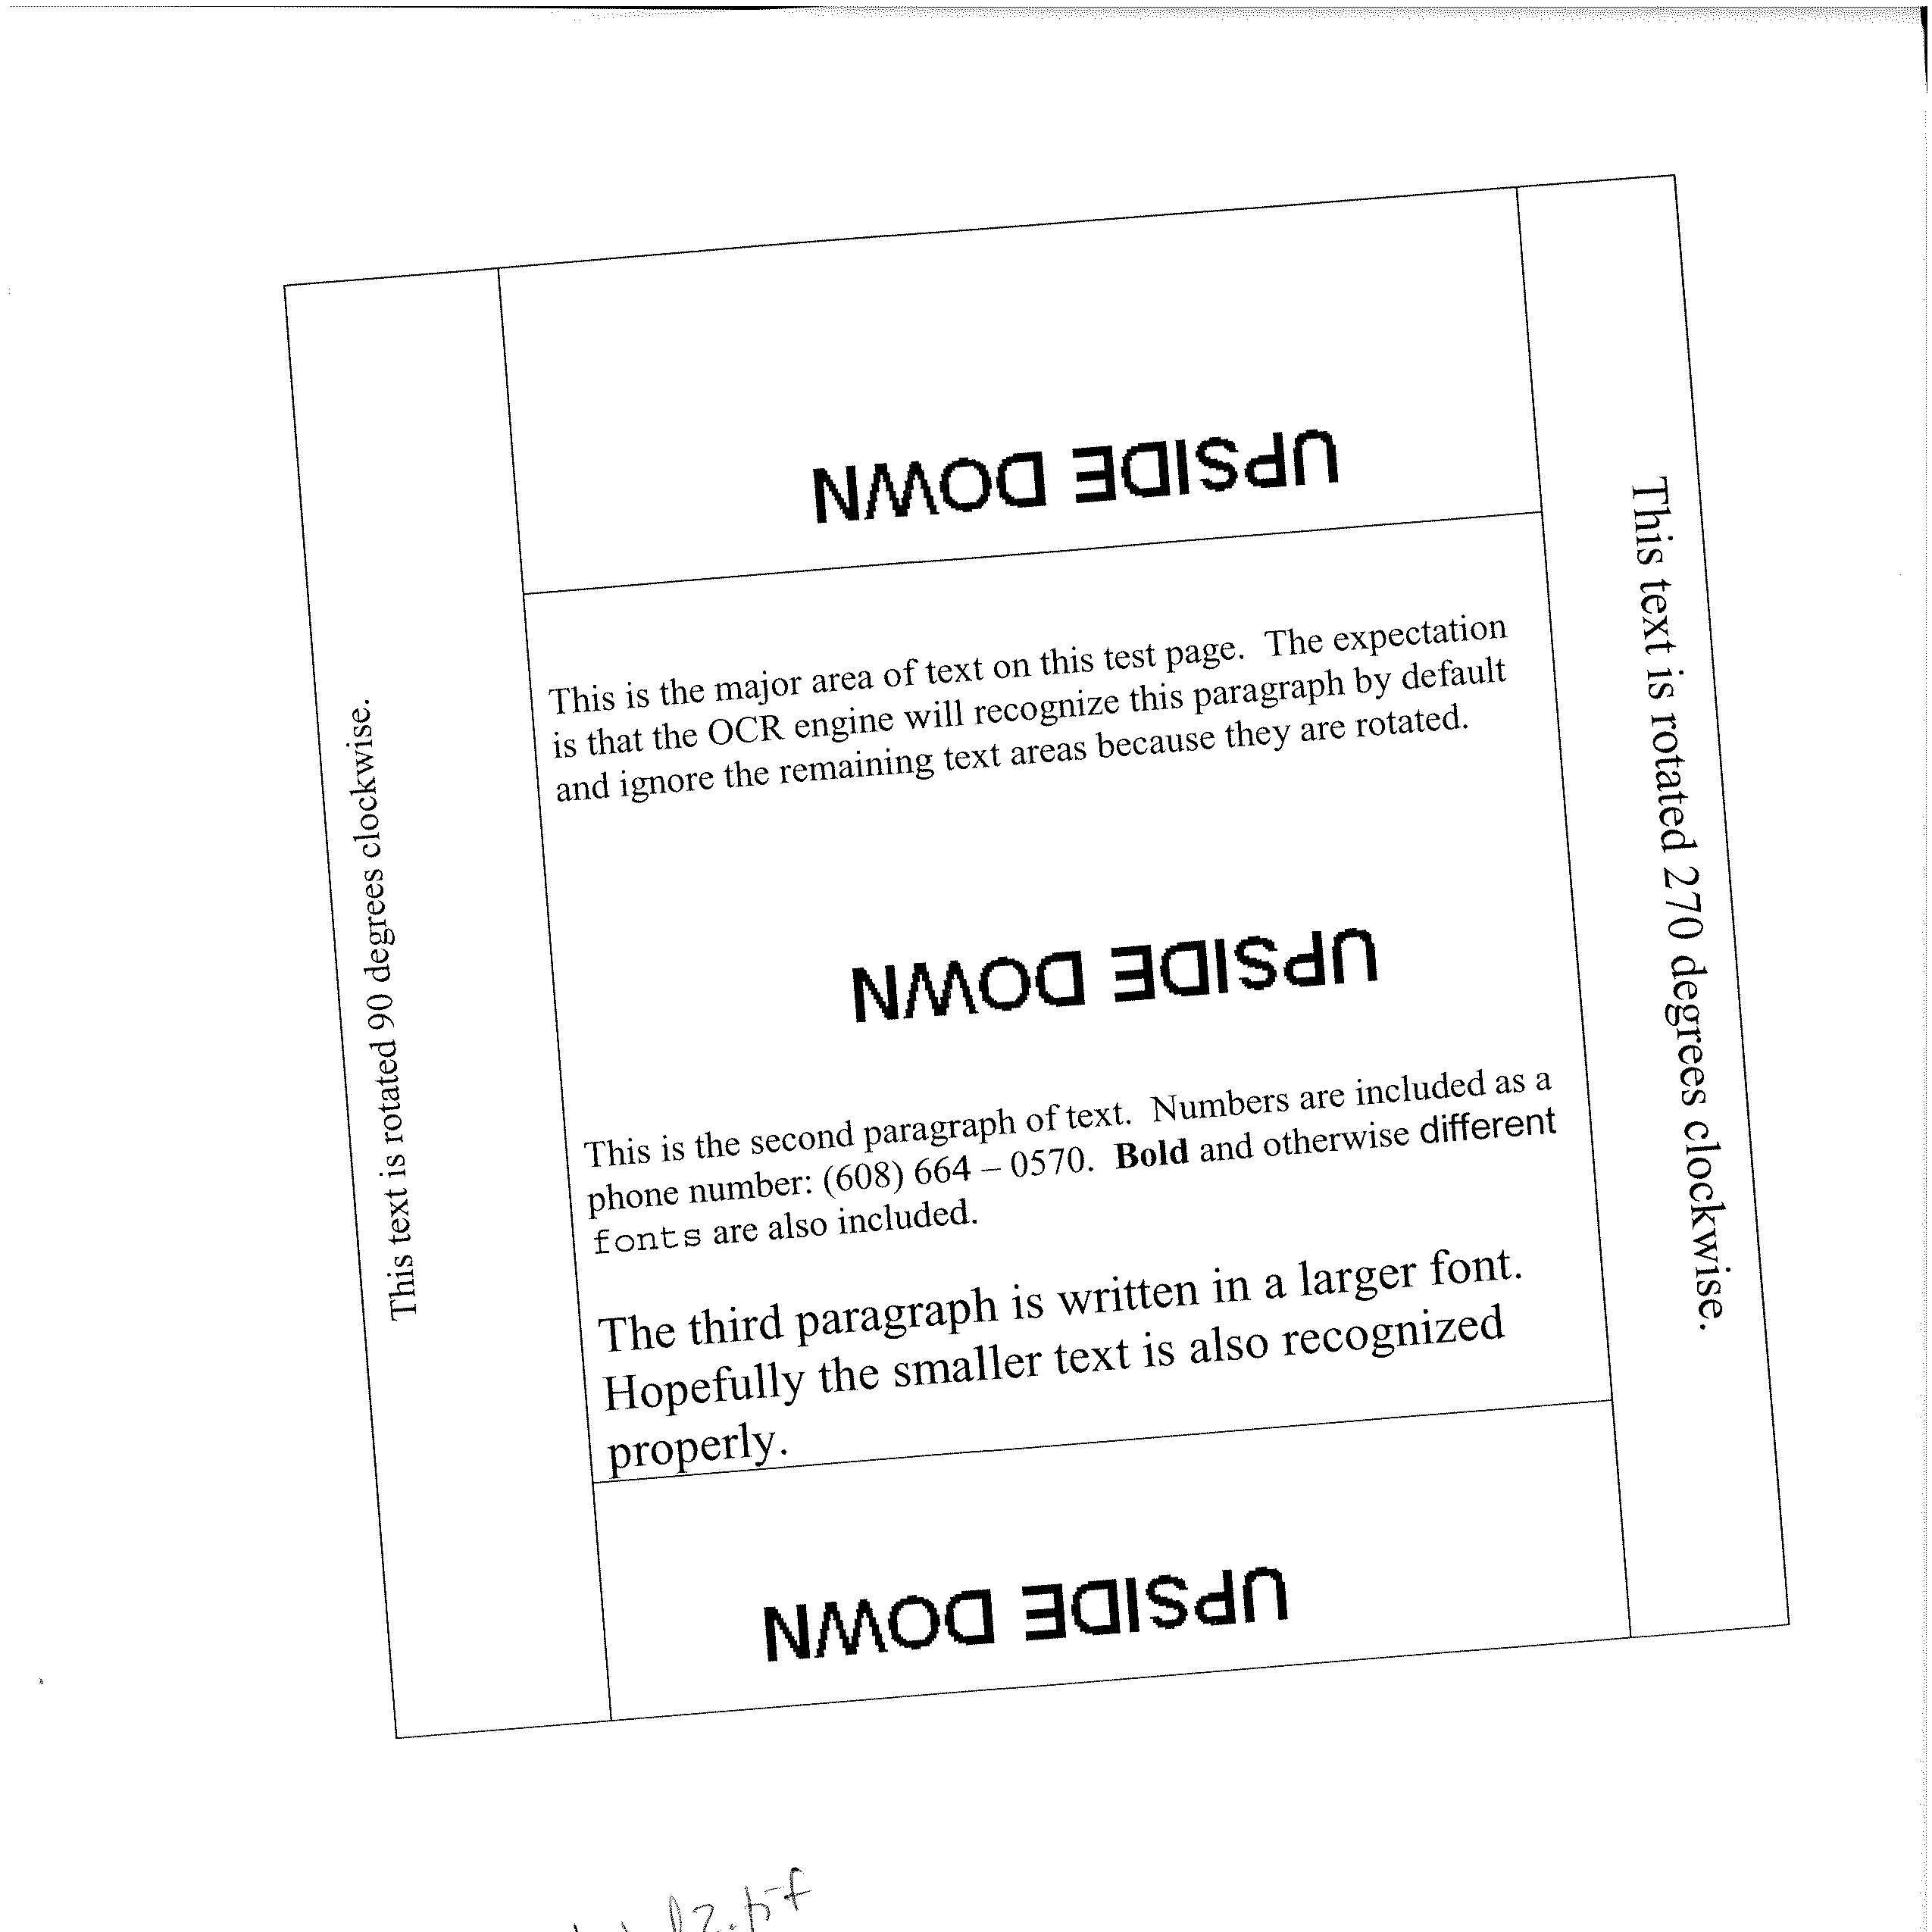 UPSIDE DOWN
This text is rotated 90 degrees clockwise.
This is the major area of text on this test page.  The expectation
is that the OCR engine will recognize this paragraph by default
and ignore the remaining text areas because they are rotated.
UPSIDE DOWN
This is the second paragraph of text.  Numbers are included as a
phone number: (608) 664 – 0570.  Bold and otherwise different
fonts are also included.
The third paragraph is written in a larger font.
Hopefully the smaller text is also recognized
properly.
This text is rotated 270 degrees clockwise.
UPSIDE DOWN